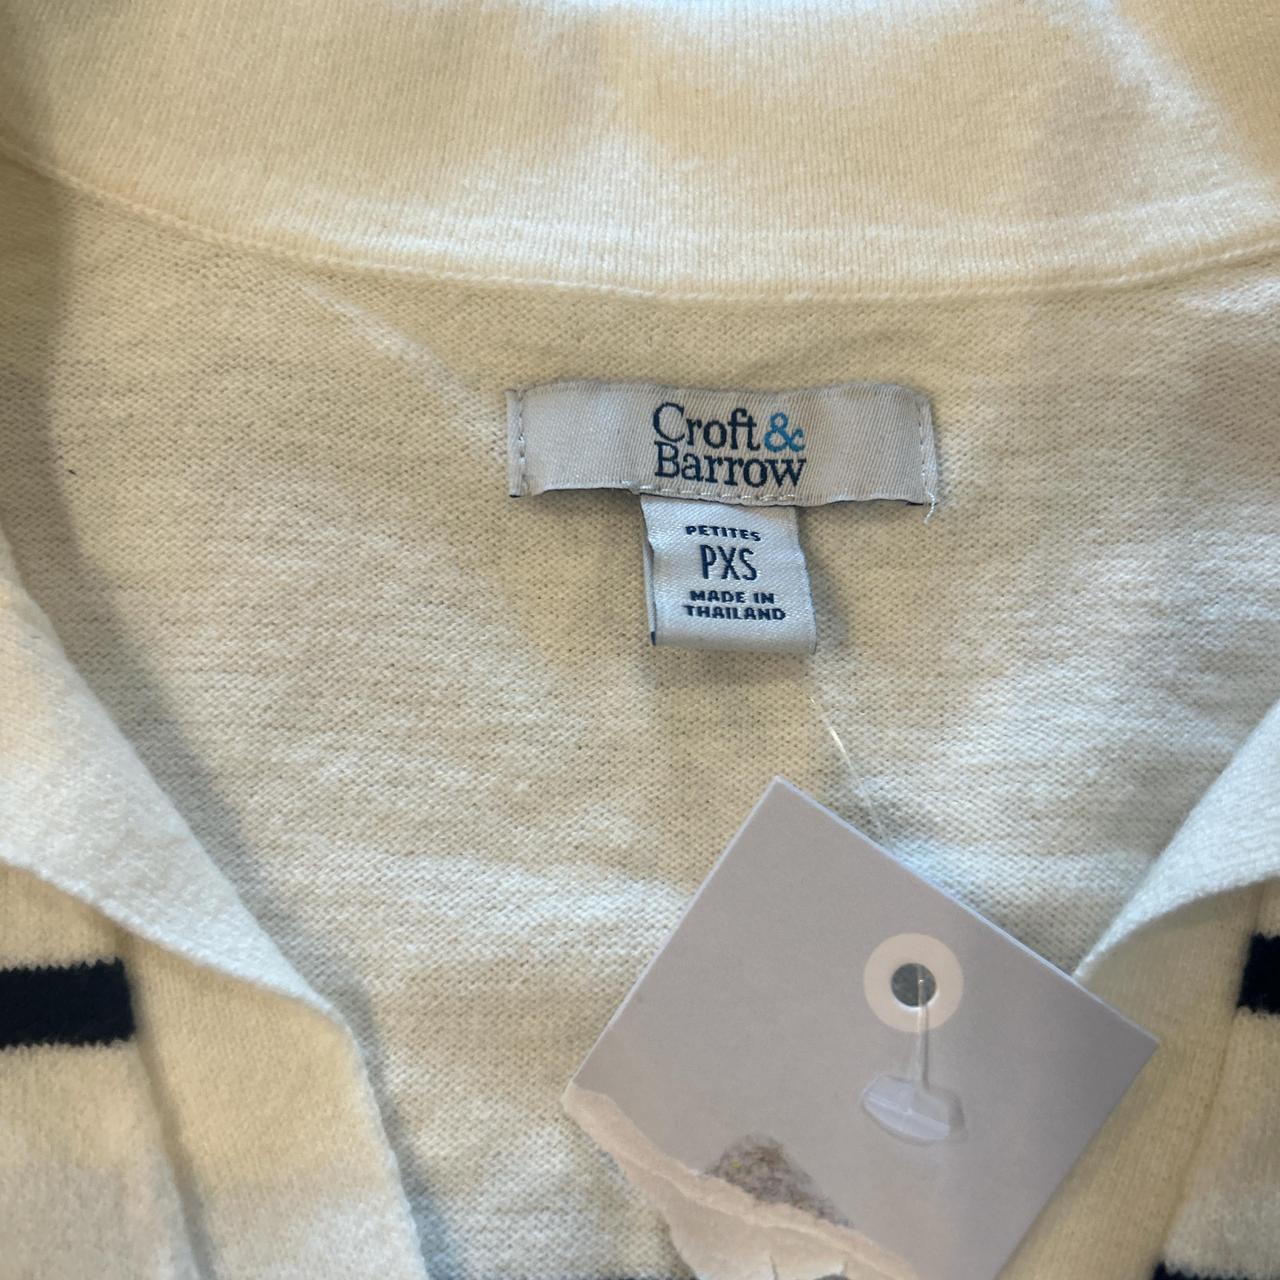 Croft &
Barrow
PETITES
PXS
MADE IN
THAILAND